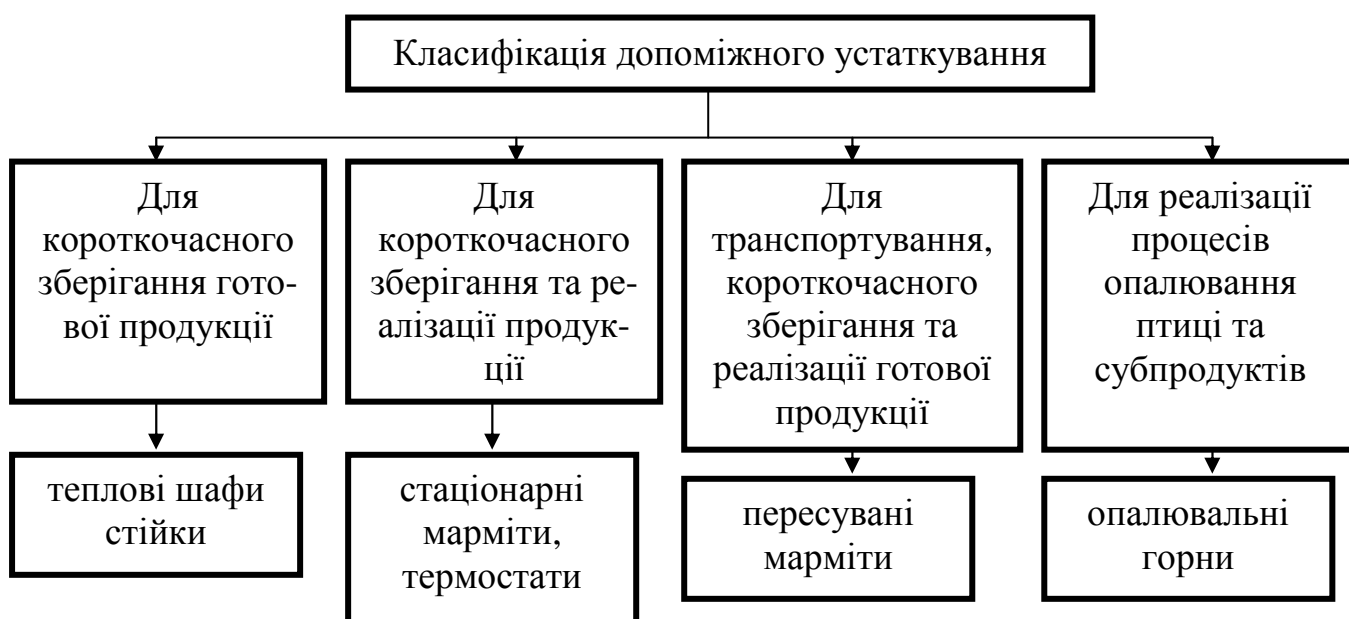 Класифікація допоміжного устаткування
Для
короткочасного
зберігання гото-
вої продукції
Для
короткочасного
зберігання та ре-
алізації продук-
ції
Для
транспортування,
короткочасного
зберігання та
реалізації готової
продукції
Для реалізації
процесів
опалювання
птиці та
субпродуктів
теплові шафи
стійки
стаціонарні
марміти,
термостати
пересувані
марміти
опалювальні
горни